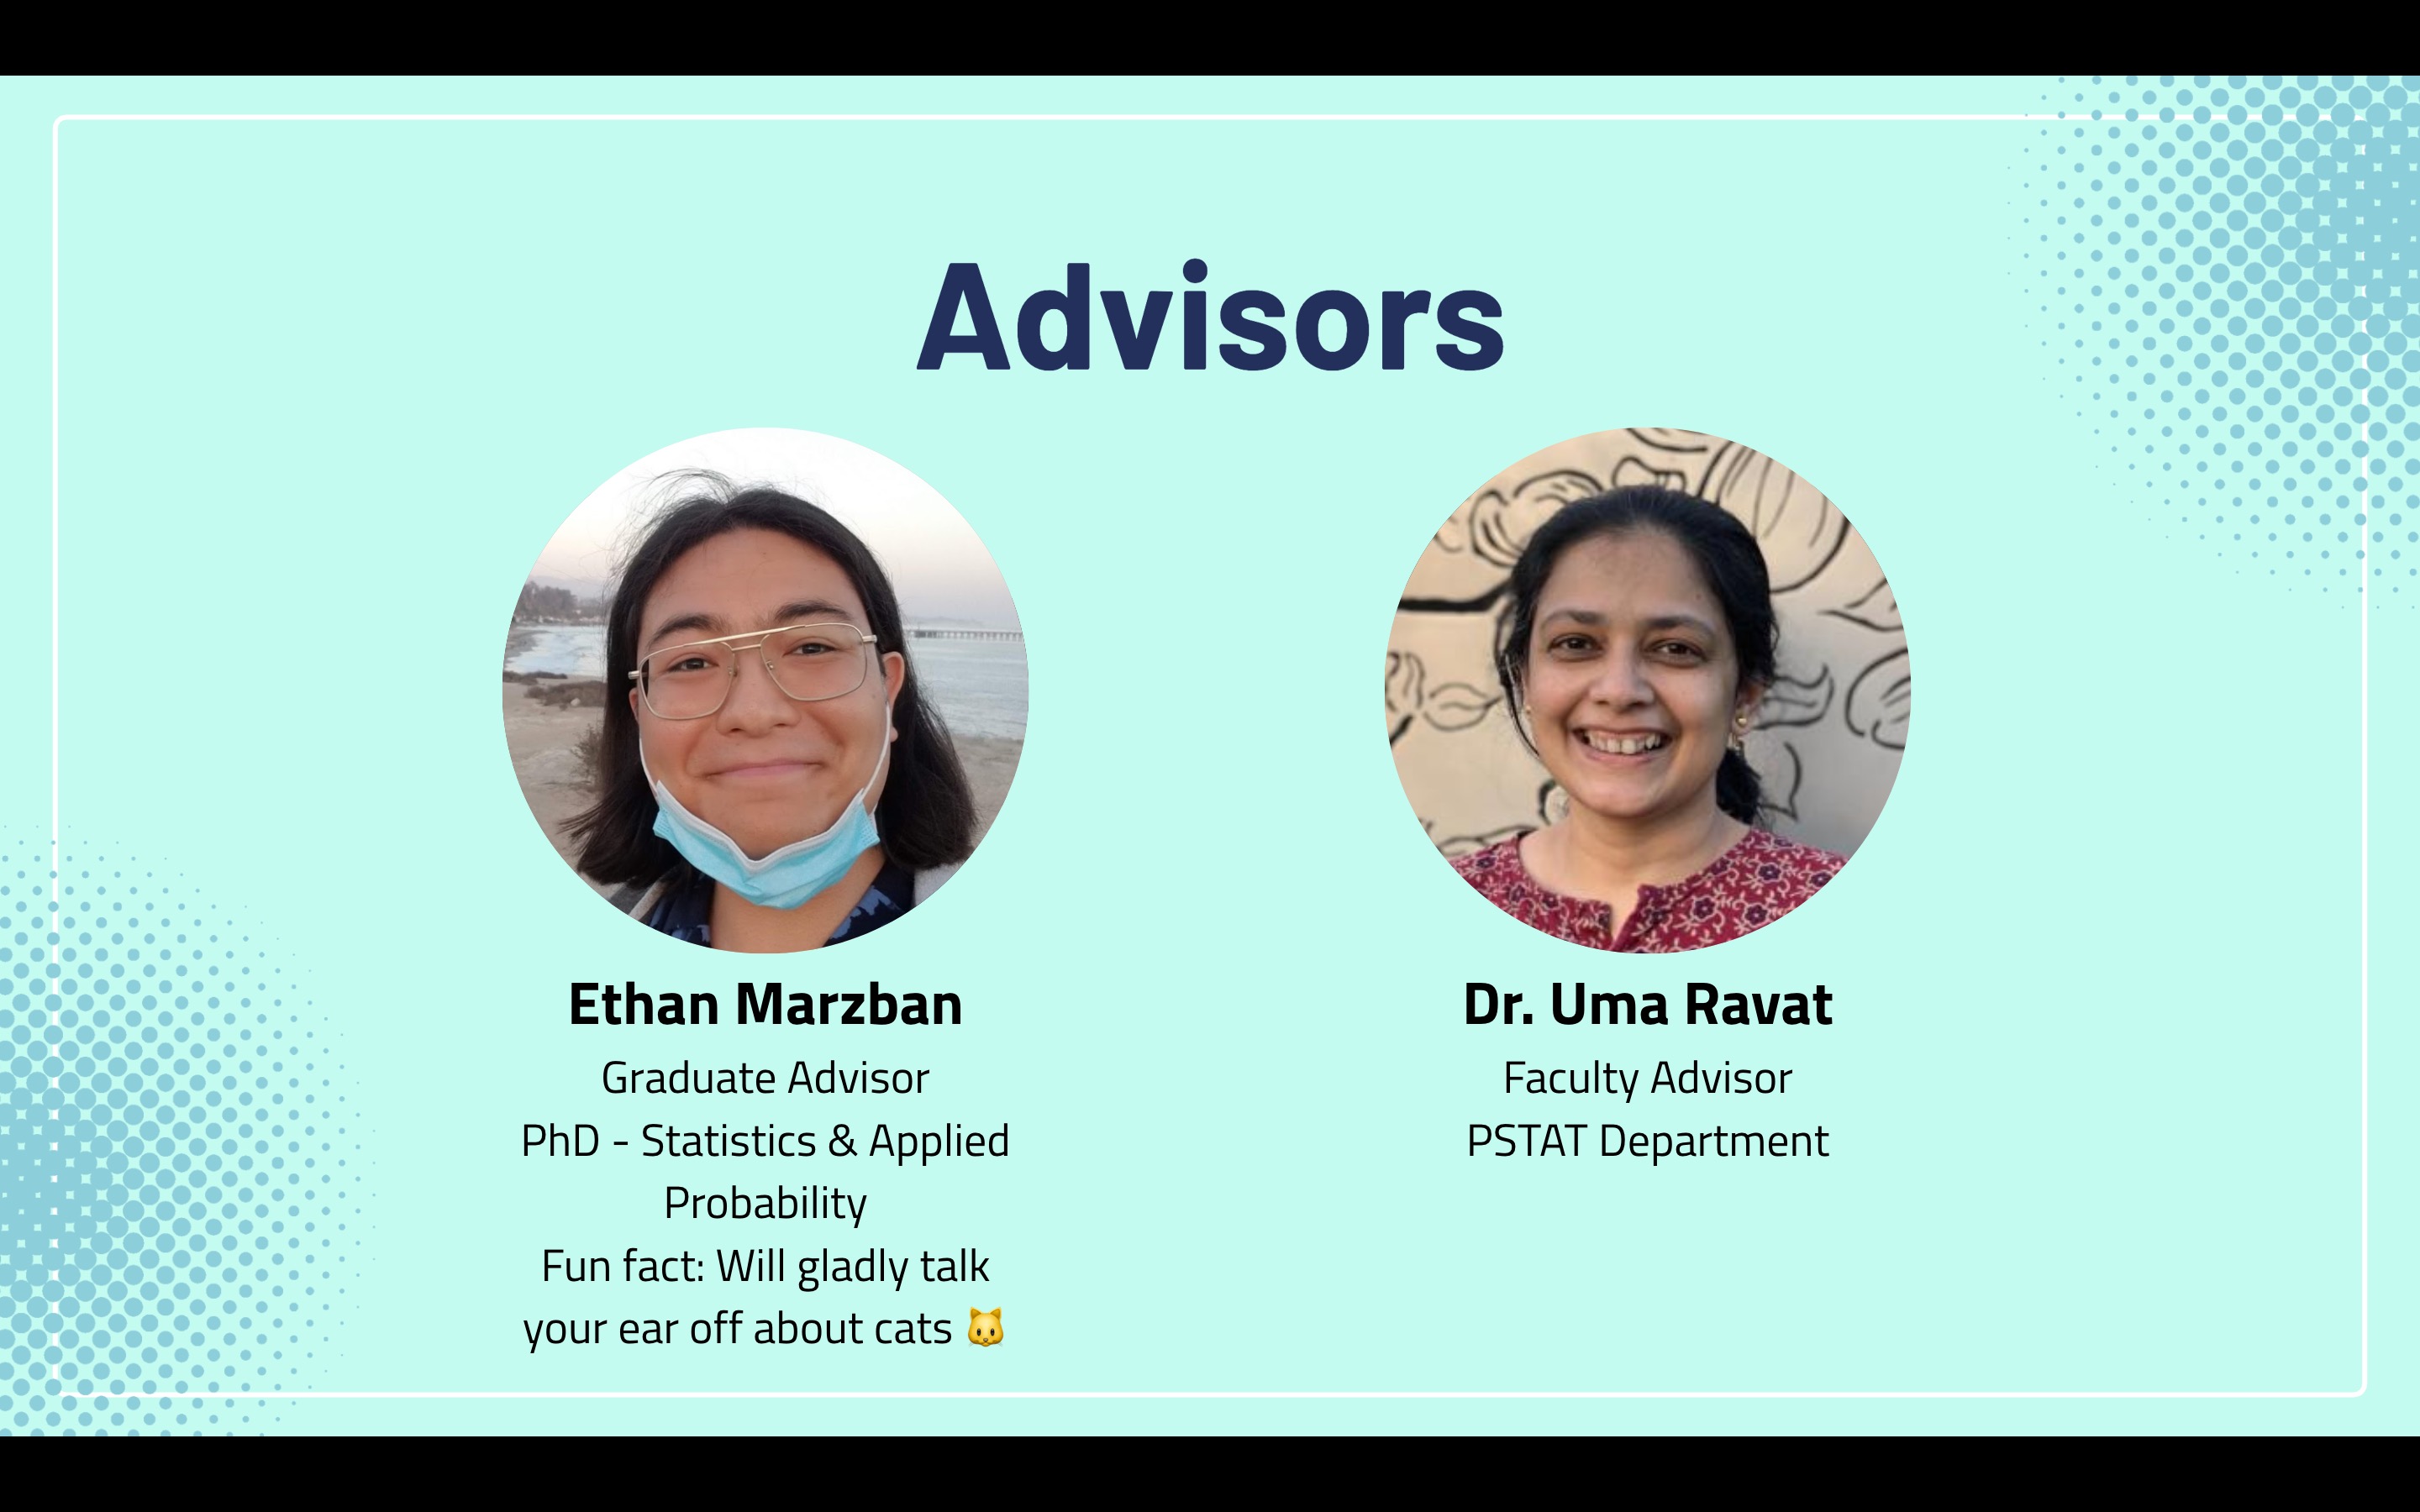 Advisors
Ethan Marzban
Graduate Advisor
PhD - Statistics & Applied
Probability
Fun fact: Will gladly talk
your ear off about cats 🐱
Dr. Uma Ravat
Faculty Advisor
PSTAT Department